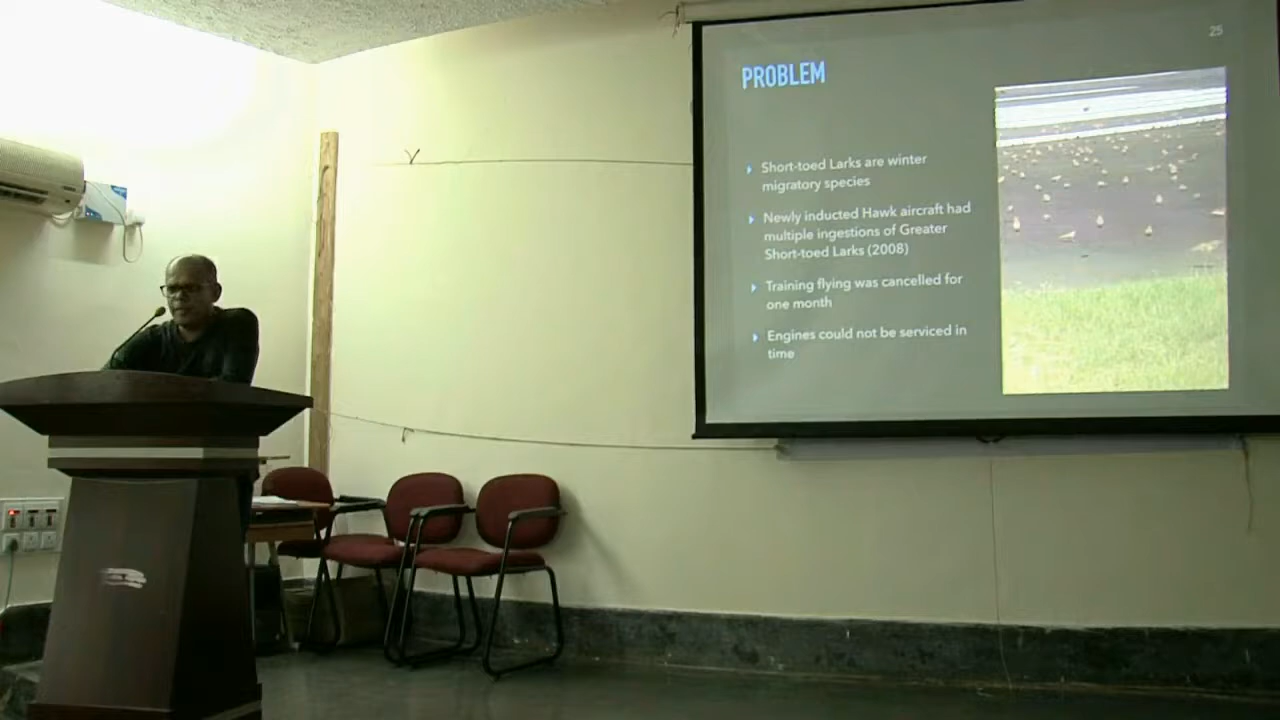 25
PROBLEM
Short-toed Larks are winter
migratory species
Newly inducted Hawk aircraft had
multiple ingestions of Greater
Short-toed Larks (2008)
Training flying was cancelled for
one month
Engines could not be serviced in
time